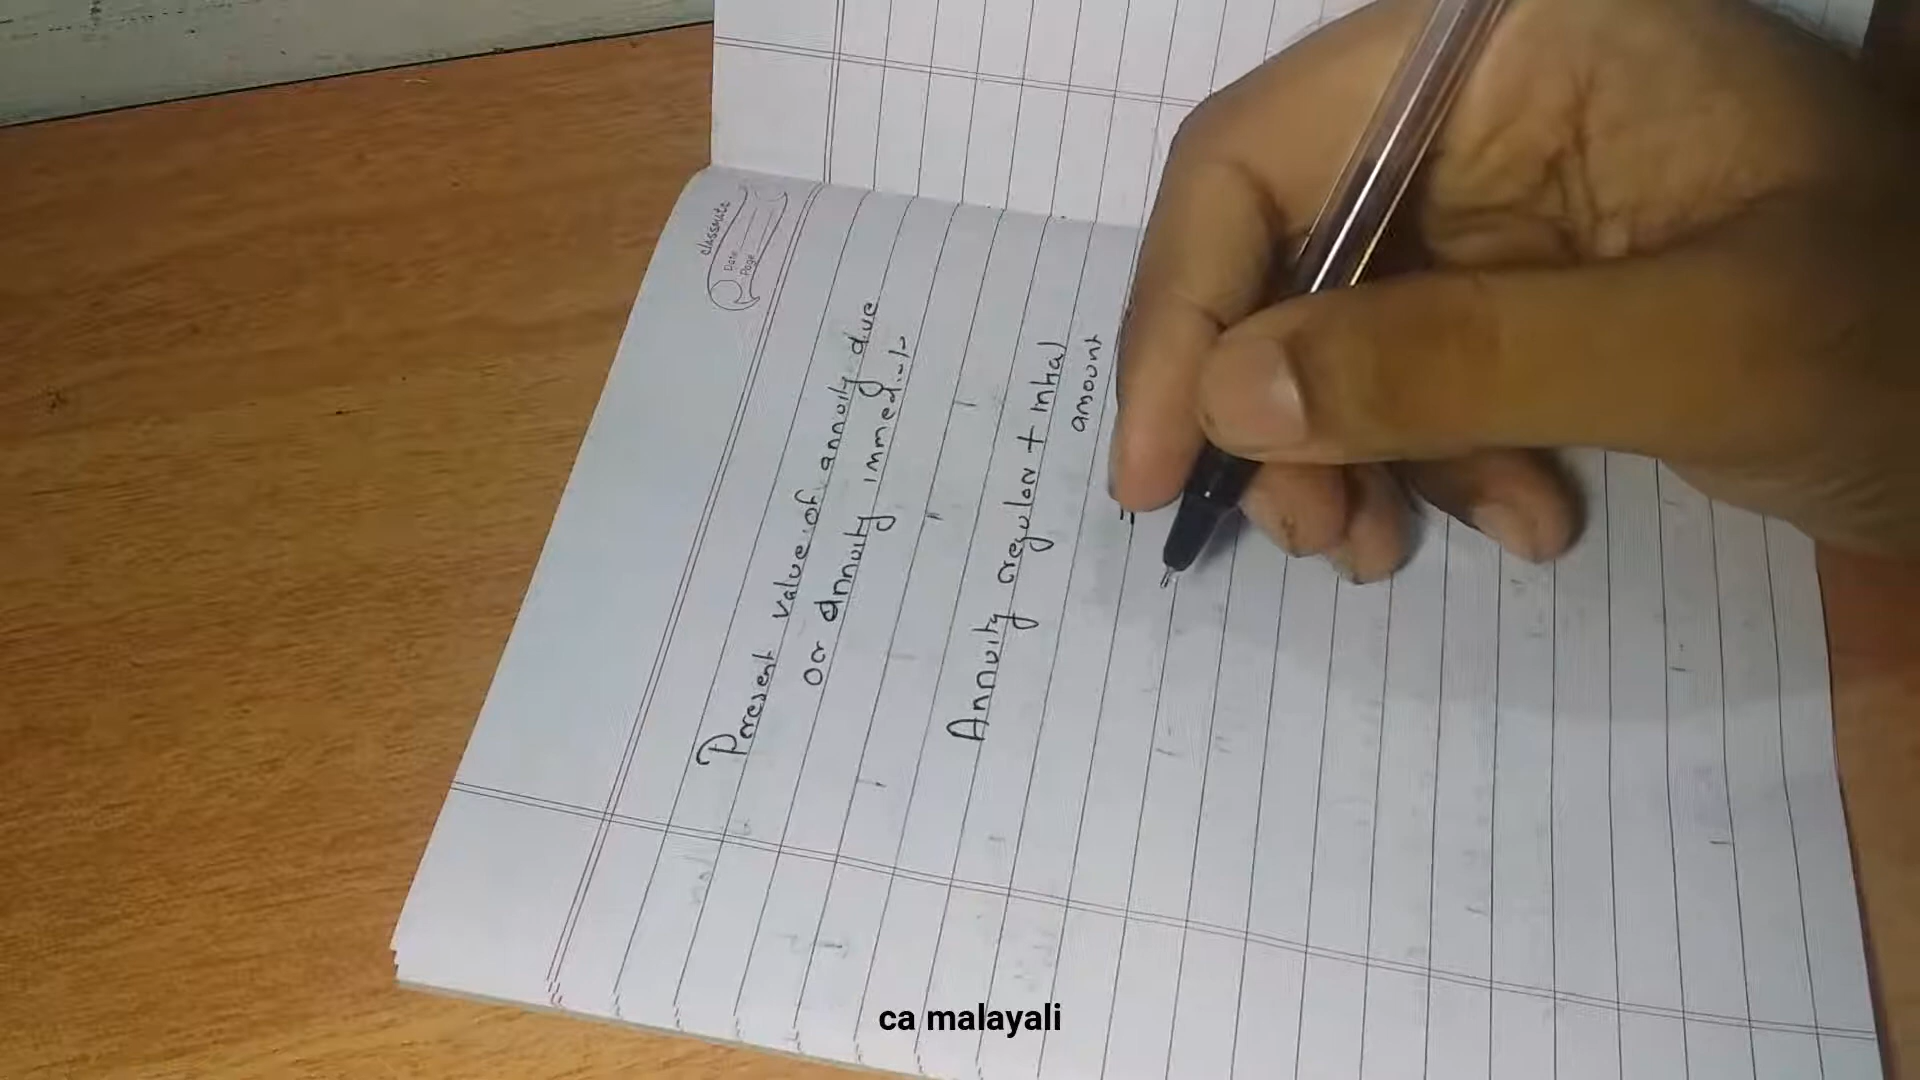 classmate
Date
Page
Present value of annuity due
or annuity immediate
Annuity regular + inital
amount
=
ca malayali